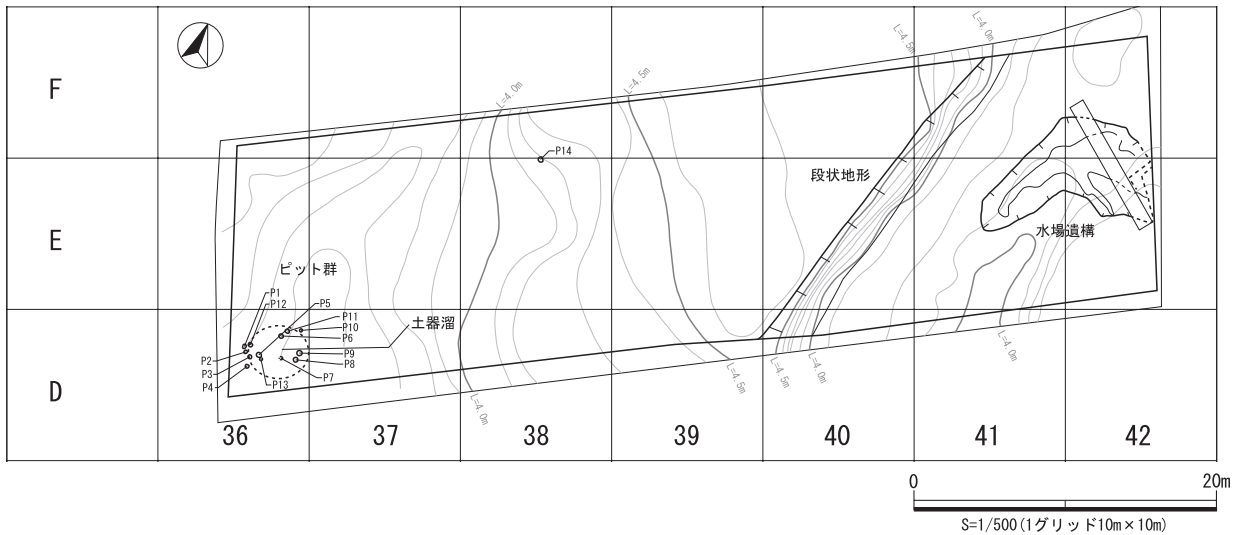 F
E
D
36
37
38
39
40
41
42
L=4.0m
L=4.5m
L=4.5m
L=4.0m
P14
段状地形
水場遺構
ピット群
P1
P12
P5
P11
P10
P6
土器溜
P2
P3
P4
P9
P8
P13
P7
L=4.0m
L=4.5m
L=4.5m
L=4.0m
L=4.0m
0
20m
S=1/500(1グリッド10m×10m)